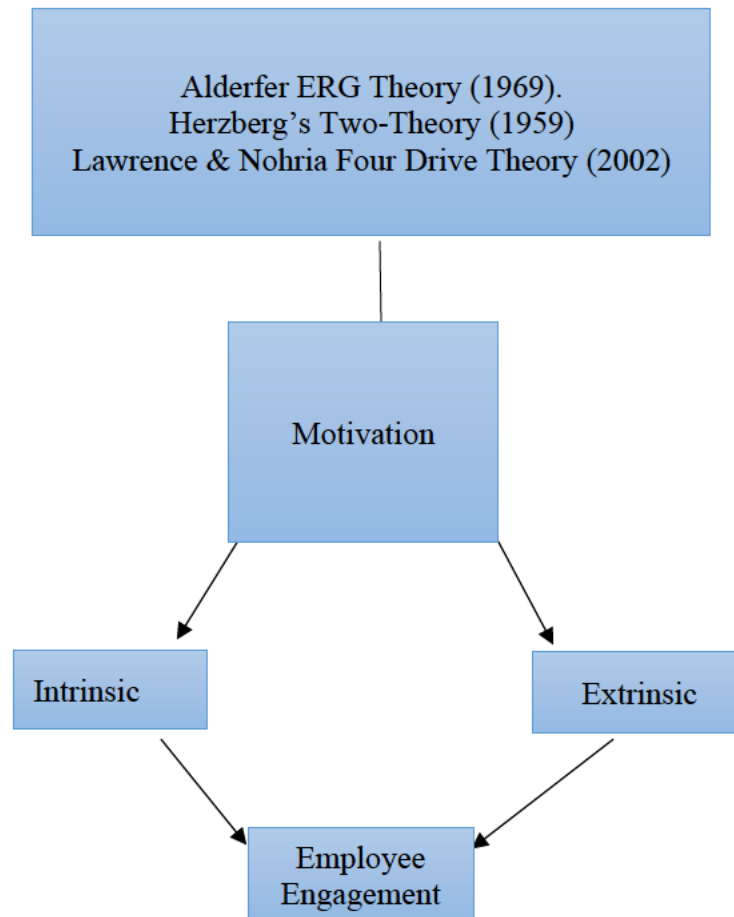 Alderfer ERG Theory (1969).
Herzberg’s Two-Theory (1959)
Lawrence & Nohria Four Drive Theory (2002)
Motivation
Intrinsic
Extrinsic
Employee
Engagement